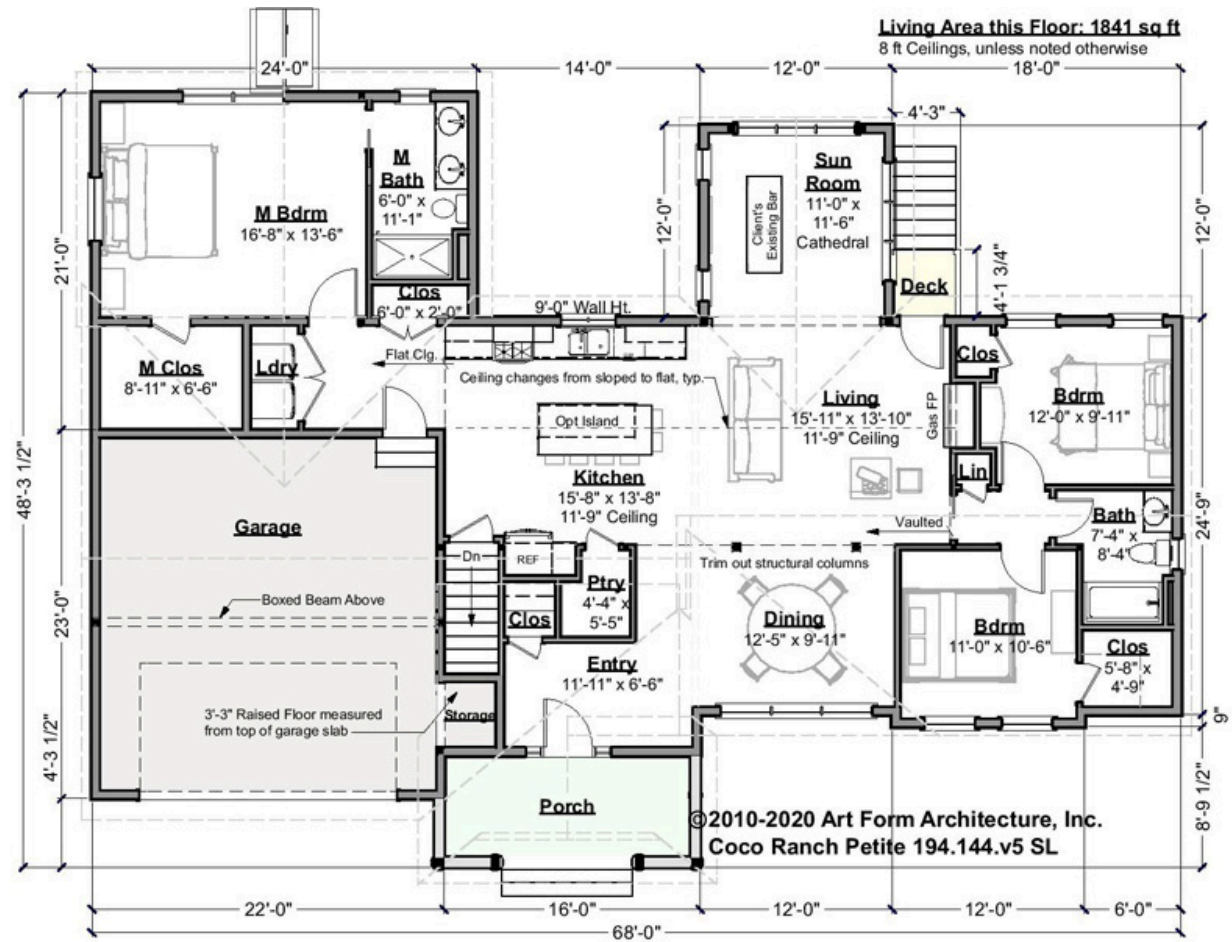 Living Area this Floor: 1841 sq ft
8 ft Ceilings, unless noted otherwise
24'-0"
14'-0"
12'-0"
18'-0"
4'-3"
M Bdrm
16'-8" x 13'-6"
M
Bath
6'-0" x
11'-1"
Sun
Room
11'-0" x
11'-6"
Cathedral
Client's
Existing Bar
12'-0"
12'-0"
21'-0"
4'-1 3/4"
Deck
Clos
6'-0" x 2'-0"
9'-0" Wall Ht.
M Clos
8'-11" x 6'-6"
Ldry
Flat Clg.
Ceiling changes from sloped to flat, typ.
Opt Island
Living
15'-11" x 13'-10"
11'-9" Ceiling
Gas FP
Clos
Bdrm
12'-0" x 9'-11"
Lin
Kitchen
15'-8" x 13'-8"
11'-9" Ceiling
Garage
48'-3 1/2"
24'-9"
Vaulted
Bath
7'-4" x
8'-4"
Dn
REF
Trim out structural columns
Ptry
4'-4" x
5'-5"
Boxed Beam Above
23'-0"
Clos
Dining
12'-5" x 9'-11"
Bdrm
11'-0" x 10'-6"
Clos
5'-8" x
4'-9"
Entry
11'-11" x 6'-6"
3'-3" Raised Floor measured
from top of garage slab
Storage
9"
4'-3 1/2"
8'-9 1/2"
Porch
©2010-2020 Art Form Architecture, Inc.
Coco Ranch Petite 194.144.v5 SL
22'-0"
16'-0"
12'-0"
12'-0"
6'-0"
68'-0"